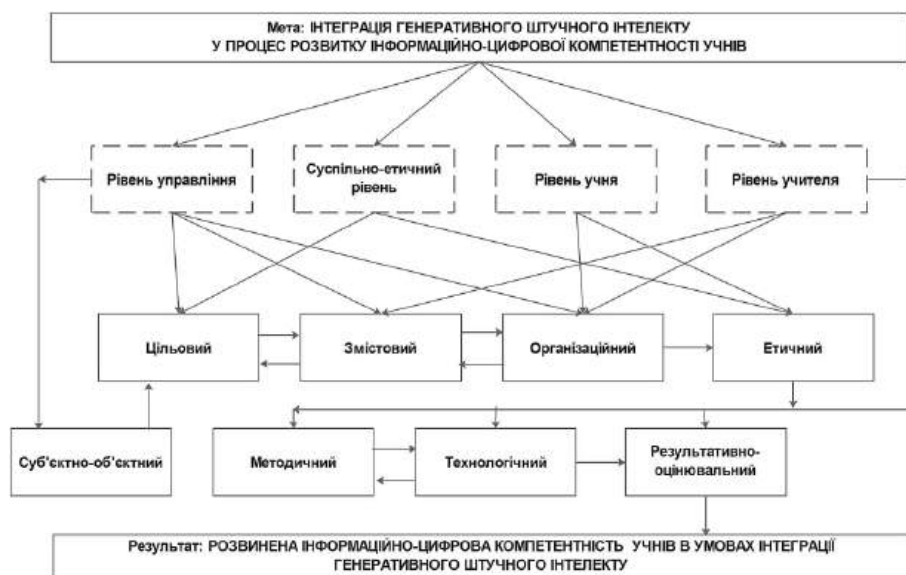 Мета: ІНТЕГРАЦІЯ ГЕНЕРАТИВНОГО ШТУЧНОГО ІНТЕЛЕКТУ
У ПРОЦЕС РОЗВИТКУ ІНФОРМАЦІЙНО-ЦИФРОВОЇ КОМПЕТЕНТНОСТІ УЧНІВ
Рівень управління
Суспільно-етичний
рівень
Рівень учня
Рівень учителя
Цільовий
Змістовий
Організаційний
Етичний
Суб'єктно-об'єктний
Методичний
Технологічний
Результативно-
оцінювальний
Результат: РОЗВИНЕНА ІНФОРМАЦІЙНО-ЦИФРОВА КОМПЕТЕНТНІСТЬ УЧНІВ В УМОВАХ ІНТЕГРАЦІЇ
ГЕНЕРАТИВНОГО ШТУЧНОГО ІНТЕЛЕКТУ